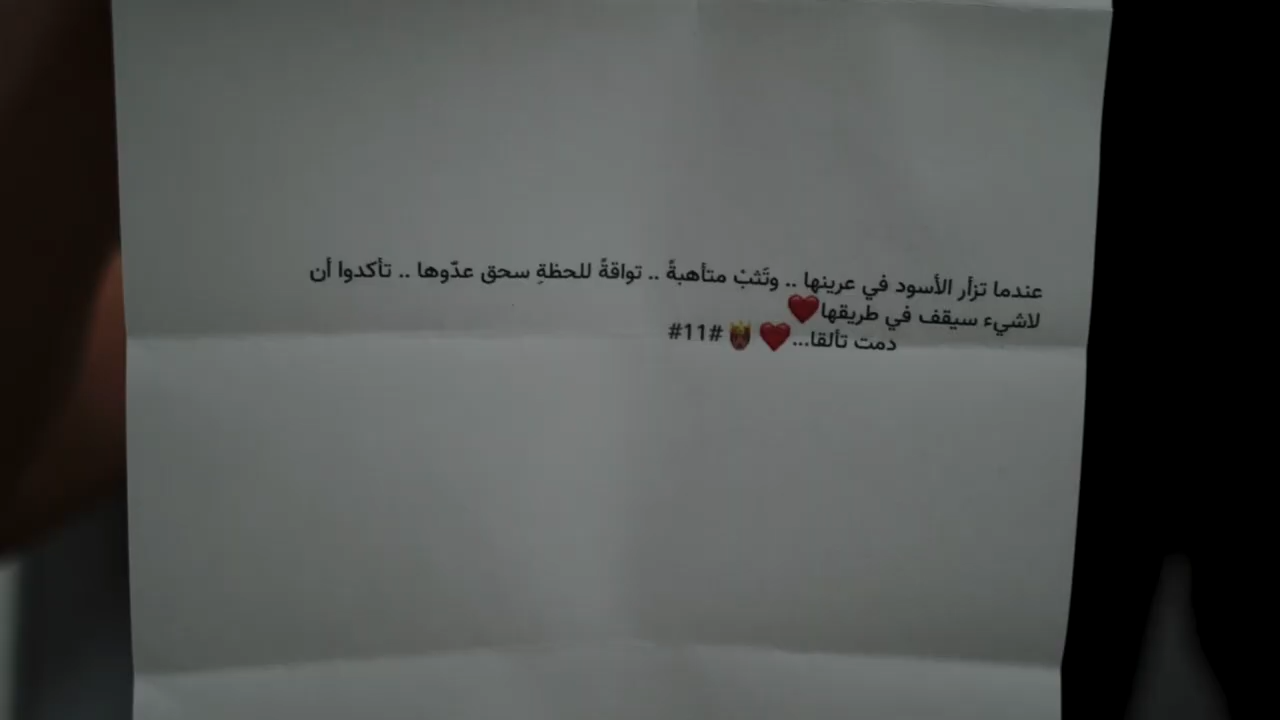 عندما تزأر الأسود في عرينها .. وتَثبْ متأهبةً .. تواقةً للحظةِ سحق عدّوها .. تأكدوا أن
لاشيء سيقف في طريقها❤️
دمت تألقا...❤️ 🤴 #11#